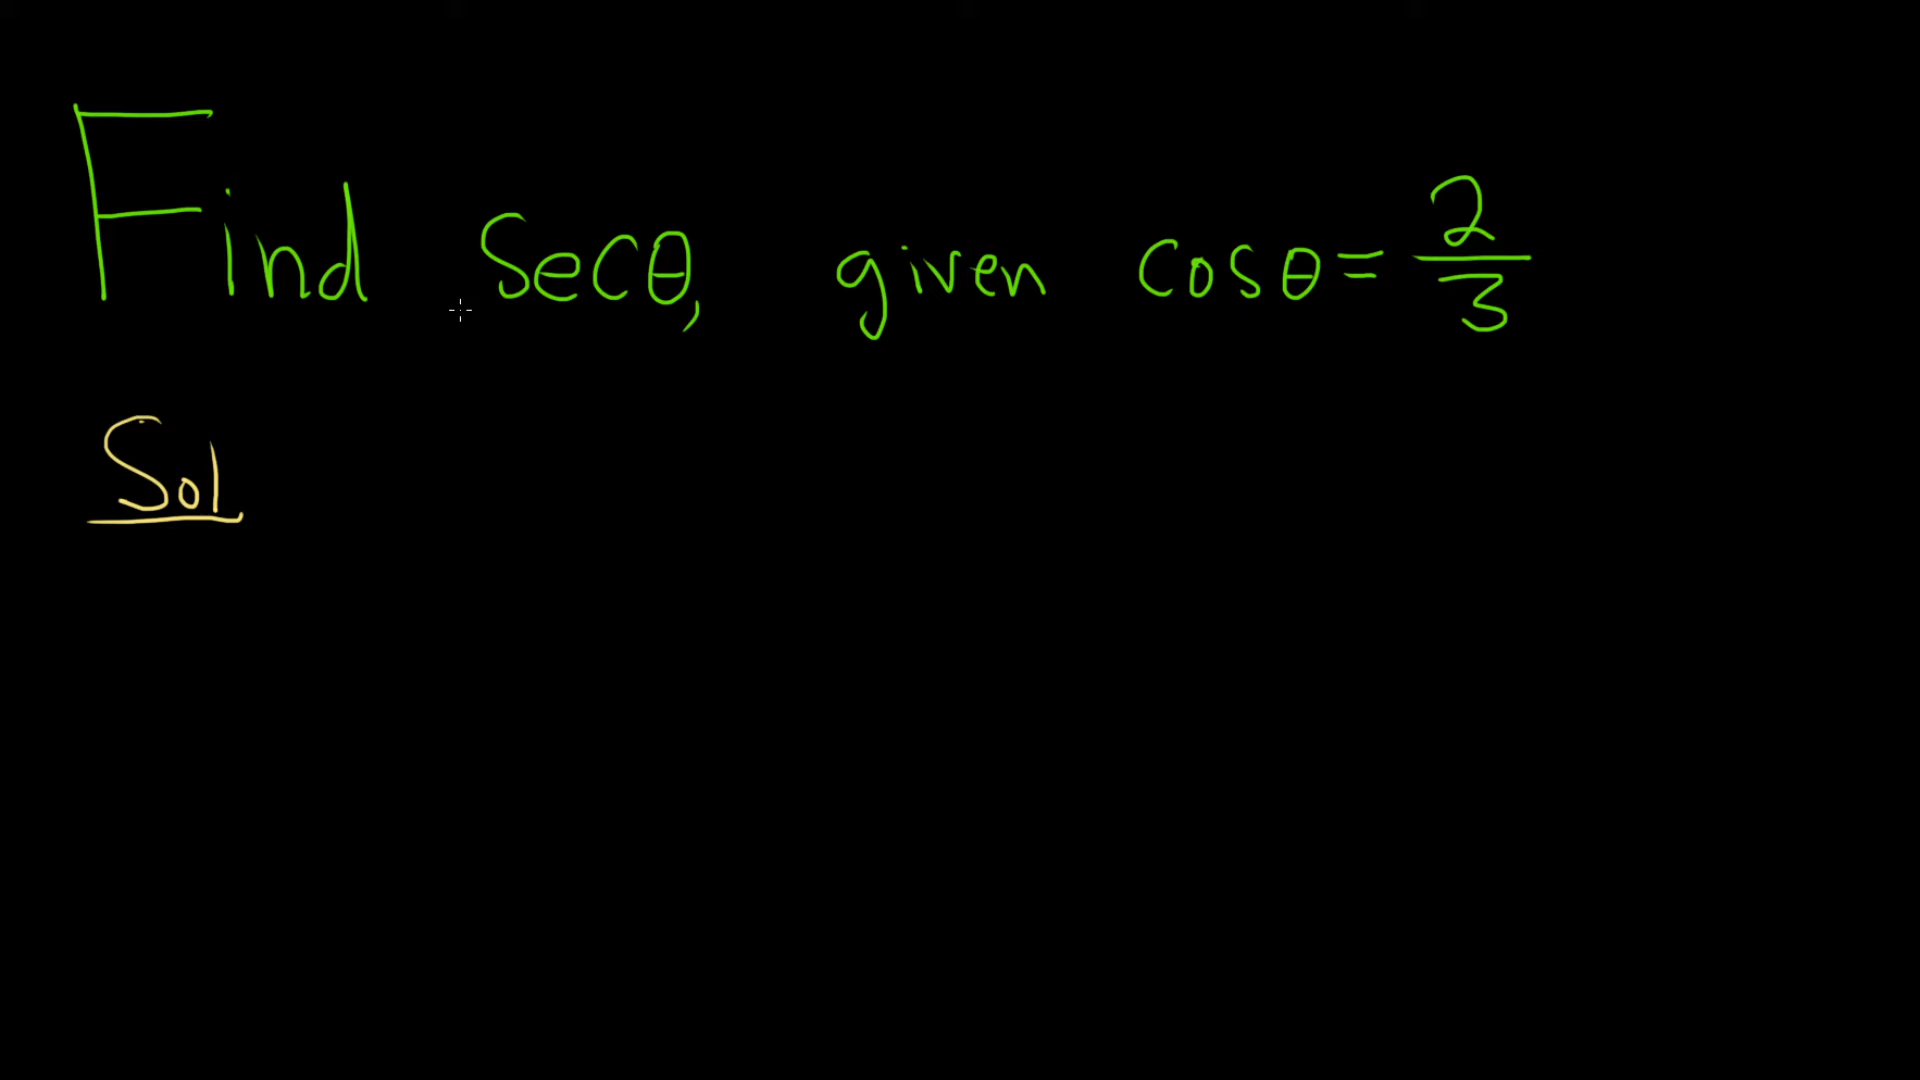 Find Secθ, given cosθ = 2/3
Sol